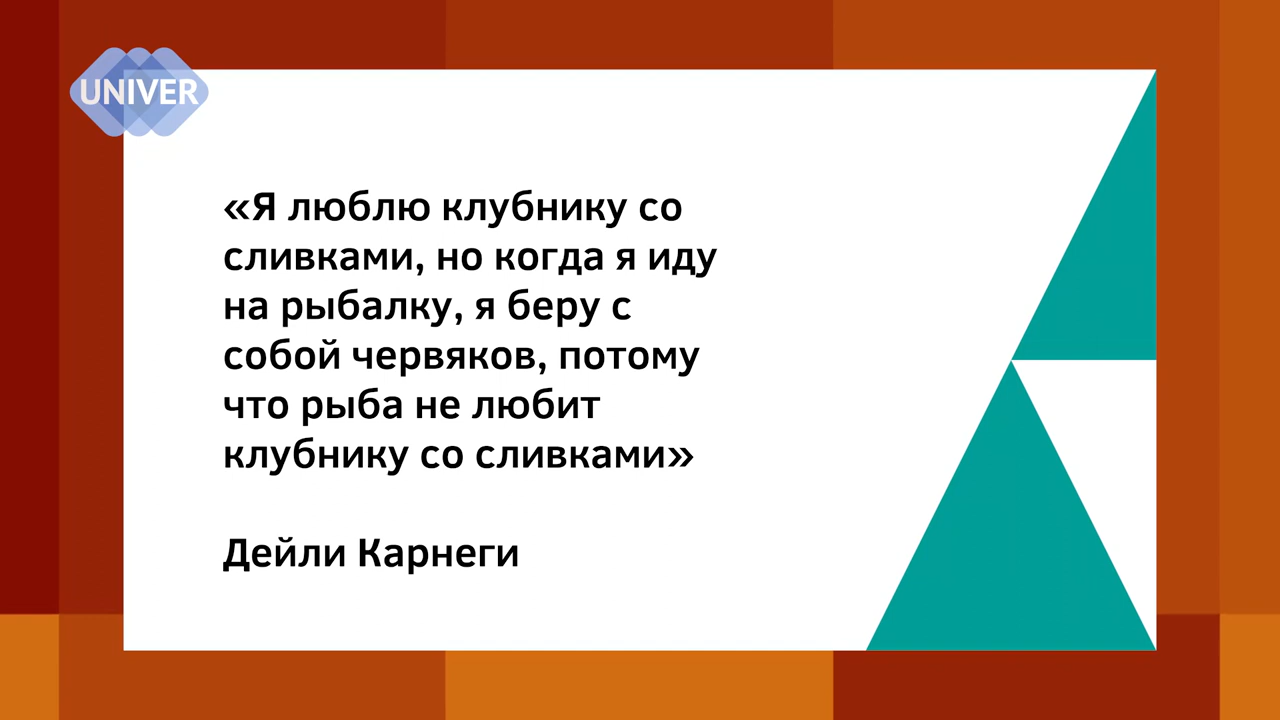 UNIVER
«Я люблю клубнику со
сливками, но когда я иду
на рыбалку, я беру с
собой червяков, потому
что рыба не любит
клубнику со сливками»
Дейли Карнеги